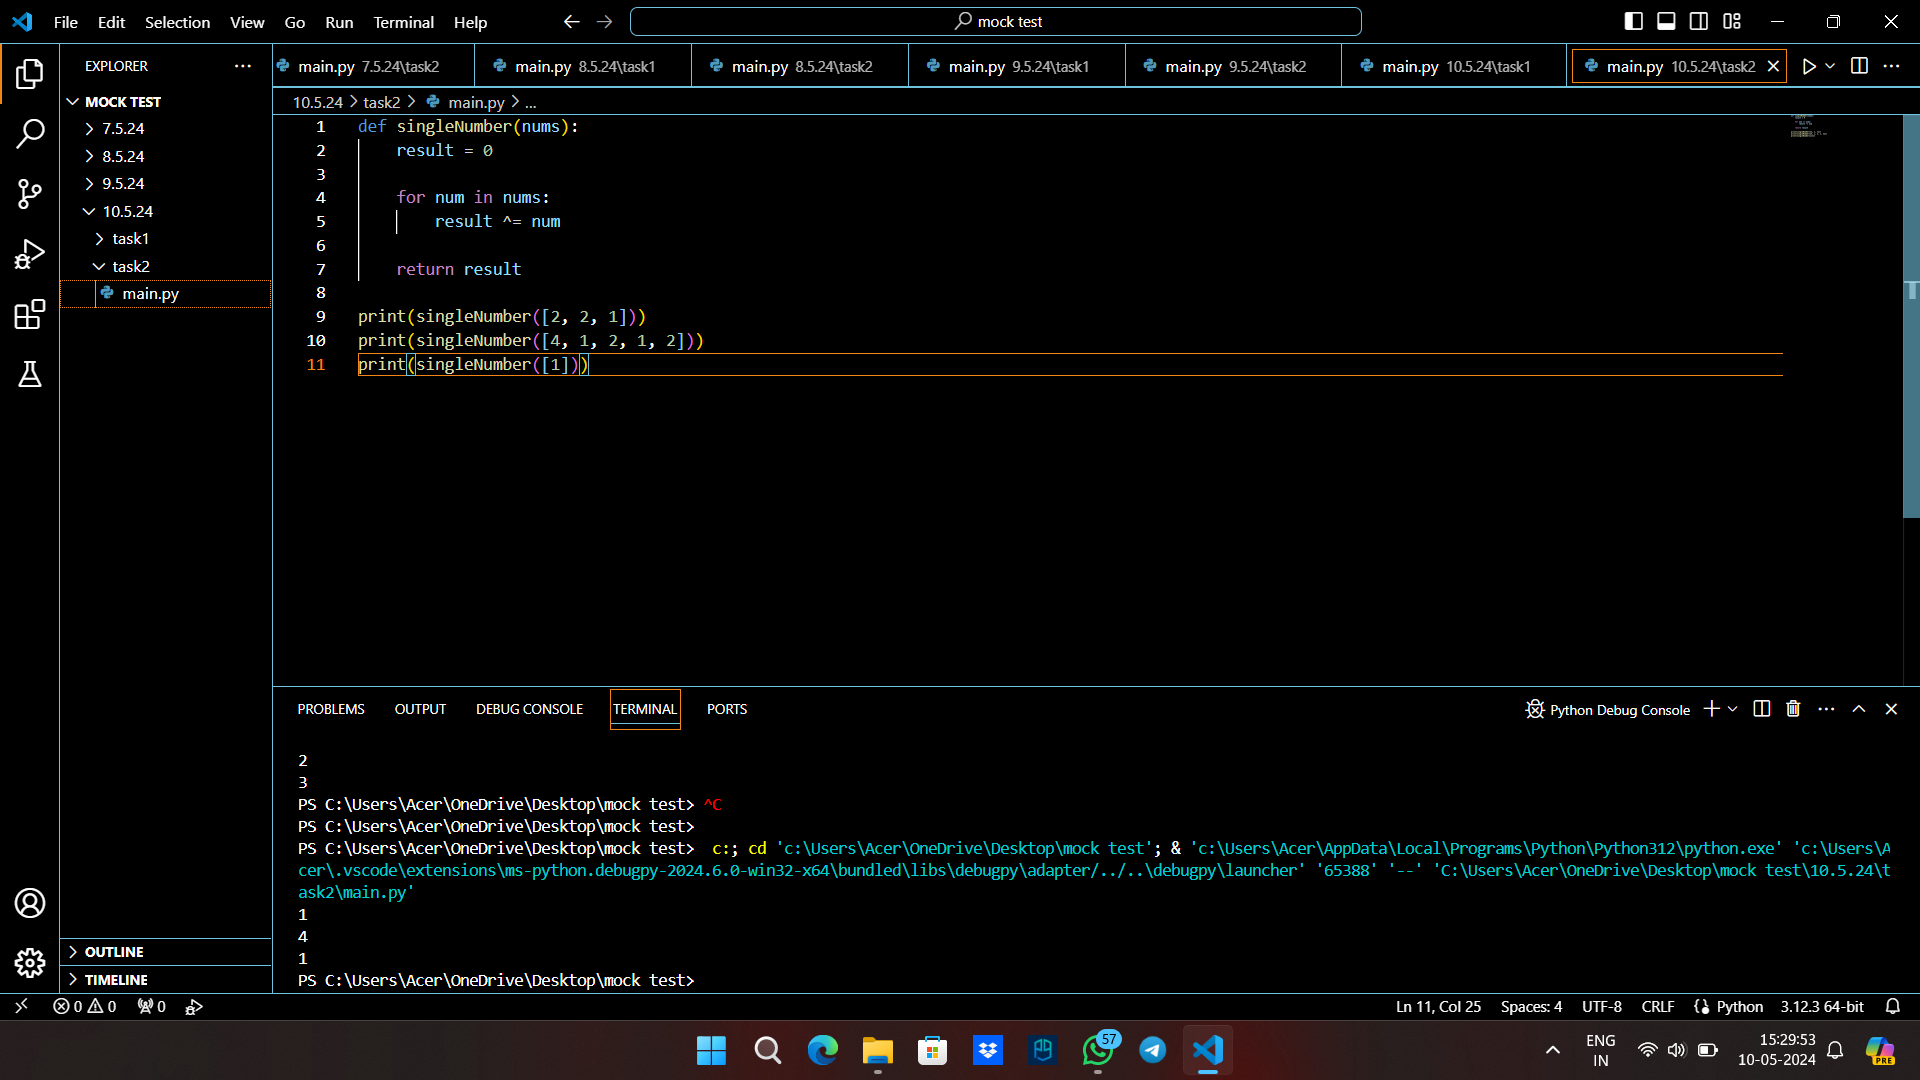 File Edit Selection View Go Run Terminal Help
mock test
EXPLORER
MOCK TEST
7.5.24
8.5.24
9.5.24
10.5.24
task1
task2
main.py
OUTLINE
TIMELINE
main.py 7.5.24\task2
main.py 8.5.24\task1
main.py 8.5.24\task2
main.py 9.5.24\task1
main.py 9.5.24\task2
main.py 10.5.24\task1
main.py 10.5.24\task2
10.5.24 > task2 > main.py > ...
1 def singleNumber(nums):
2     result = 0
3
4     for num in nums:
5         result ^= num
6
7     return result
8
9 print(singleNumber([2, 2, 1]))
10 print(singleNumber([4, 1, 2, 1, 2]))
11 print(singleNumber([1]))
PROBLEMS OUTPUT DEBUG CONSOLE TERMINAL PORTS
Python Debug Console
2
3
PS C:\Users\Acer\OneDrive\Desktop\mock test> ^C
PS C:\Users\Acer\OneDrive\Desktop\mock test>
PS C:\Users\Acer\OneDrive\Desktop\mock test>  c:; cd 'c:\Users\Acer\OneDrive\Desktop\mock test'; & 'c:\Users\Acer\AppData\Local\Programs\Python\Python312\python.exe' 'c:\Users\A
cer\.vscode\extensions\ms-python.debugpy-2024.6.0-win32-x64\bundled\libs\debugpy\adapter/../..\debugpy\launcher' '65388' '--' 'C:\Users\Acer\OneDrive\Desktop\mock test\10.5.24\t
ask2\main.py'
1
4
1
PS C:\Users\Acer\OneDrive\Desktop\mock test>
0 0 0
Ln 11, Col 25 Spaces: 4 UTF-8 CRLF Python 3.12.3 64-bit
57
ENG
IN
15:29:53
10-05-2024
PRE